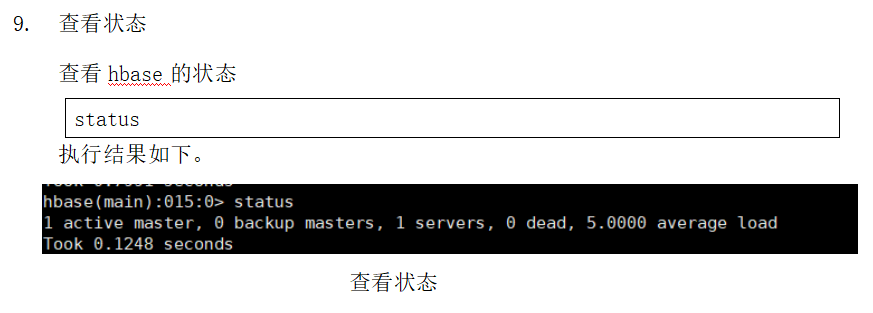 9. 查看状态
查看 hbase 的状态
status
执行结果如下。
hbase(main):015:0> status
1 active master, 0 backup masters, 1 servers, 0 dead, 5.0000 average load
Took 0.1248 seconds
查看状态